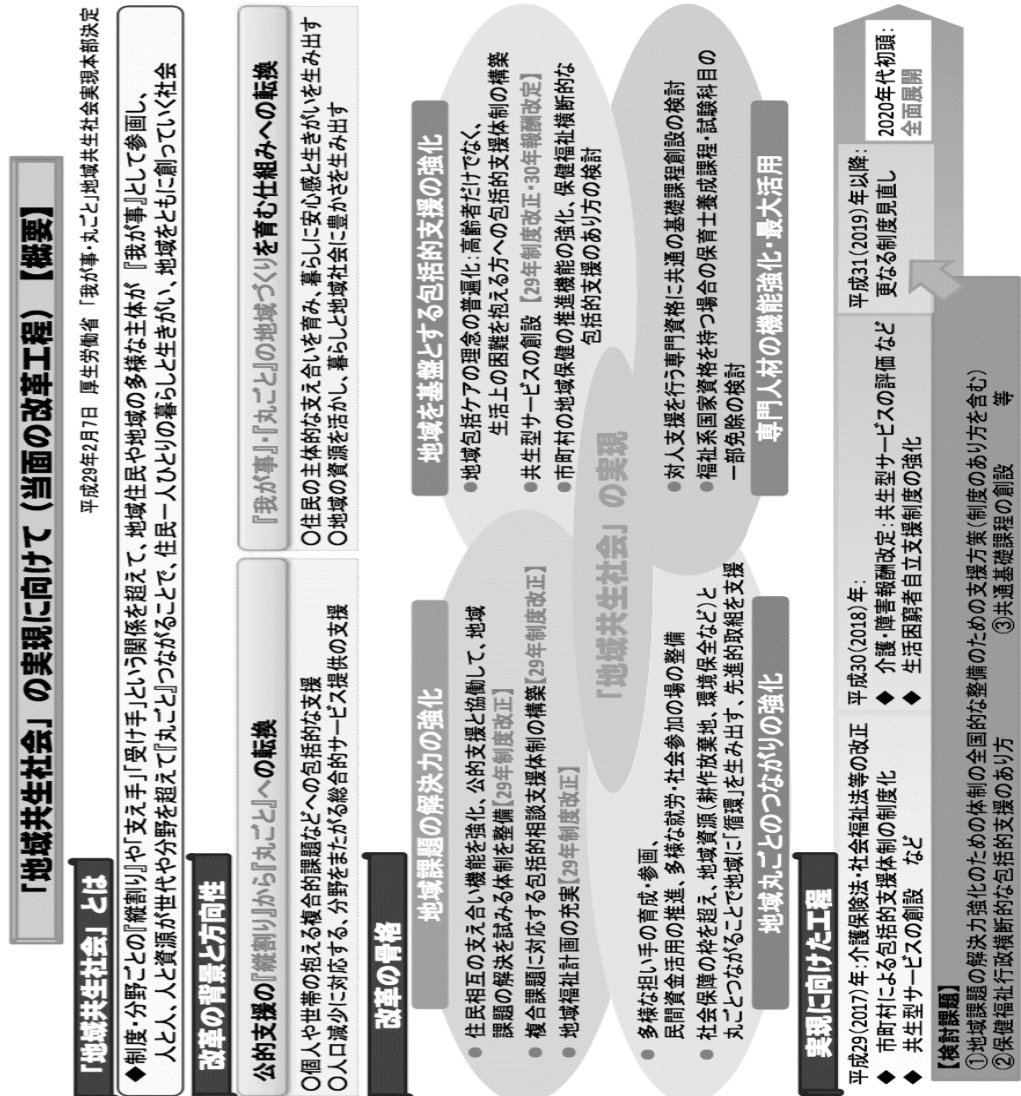 「地域共生社会」の実現に向けて（当面の改革工程）【概要】
平成29年2月7日 厚生労働省 「我が事・丸ごと」地域共生社会実現本部決定
「地域共生社会」とは
◆制度・分野ごとの『縦割り』や「支え手」「受け手」という関係を超えて、地域住民や地域の多様な主体が 『我が事』として参画し、
人と人、人と資源が世代や分野を超えて『丸ごと』つながることで、住民一人ひとりの暮らしと生きがい、地域をともに創っていく社会
改革の背景と方向性
公的支援の『縦割り』から『丸ごと』への転換
○個人や世帯の抱える複合的課題などへの包括的な支援
○人口減少に対応する、分野をまたがる総合的サービス提供の支援
『我が事』・『丸ごと』の地域づくりを育む仕組みへの転換
○住民の主体的な支え合いを育み、暮らしに安心感と生きがいを生み出す
○地域の資源を活かし、暮らしと地域社会に豊かさを生み出す
改革の骨格
地域課題の解決力の強化
● 住民相互の支え合い機能を強化、公的支援と協働して、地域
課題の解決を試みる体制を整備【29年制度改正】
● 複合課題に対応する包括的相談支援体制の構築【29年制度改正】
● 地域福祉計画の充実【29年制度改正】
地域を基盤とする包括的支援の強化
●地域包括ケアの理念の普遍化：高齢者だけでなく、
生活上の困難を抱える方への包括的支援体制の構築
●共生型サービスの創設 【29年制度改正・30年報酬改定】
●市町村の地域保健の推進機能の強化、保健福祉横断的な
包括的支援のあり方の検討
「地域共生社会」の実現
● 多様な担い手の育成・参画、
民間資金活用の推進、多様な就労・社会参加の場の整備
● 社会保障の枠を超え、地域資源（耕作放棄地、環境保全など）と
丸ごとつながることで地域に「循環」を生み出す、先進的取組を支援
地域丸ごとのつながりの強化
●対人支援を行う専門資格に共通の基礎課程創設の検討
●福祉系国家資格を持つ場合の保育士養成課程・試験科目の
一部免除の検討
専門人材の機能強化・最大活用
実現に向けた工程
平成29(2017)年：介護保険法・社会福祉法等の改正
◆ 市町村による包括的支援体制の制度化
◆ 共生型サービスの創設 など
平成30(2018)年：
◆ 介護・障害報酬改定：共生型サービスの評価 など
◆ 生活困窮者自立支援制度の強化
平成31(2019)年以降：
更なる制度見直し
2020年代初頭：
全面展開
【検討課題】
①地域課題の解決力強化のための体制の全国的な整備のための支援方策（制度のあり方を含む）
②保健福祉行政横断的な包括的支援のあり方 ③共通基礎課程の創設 等